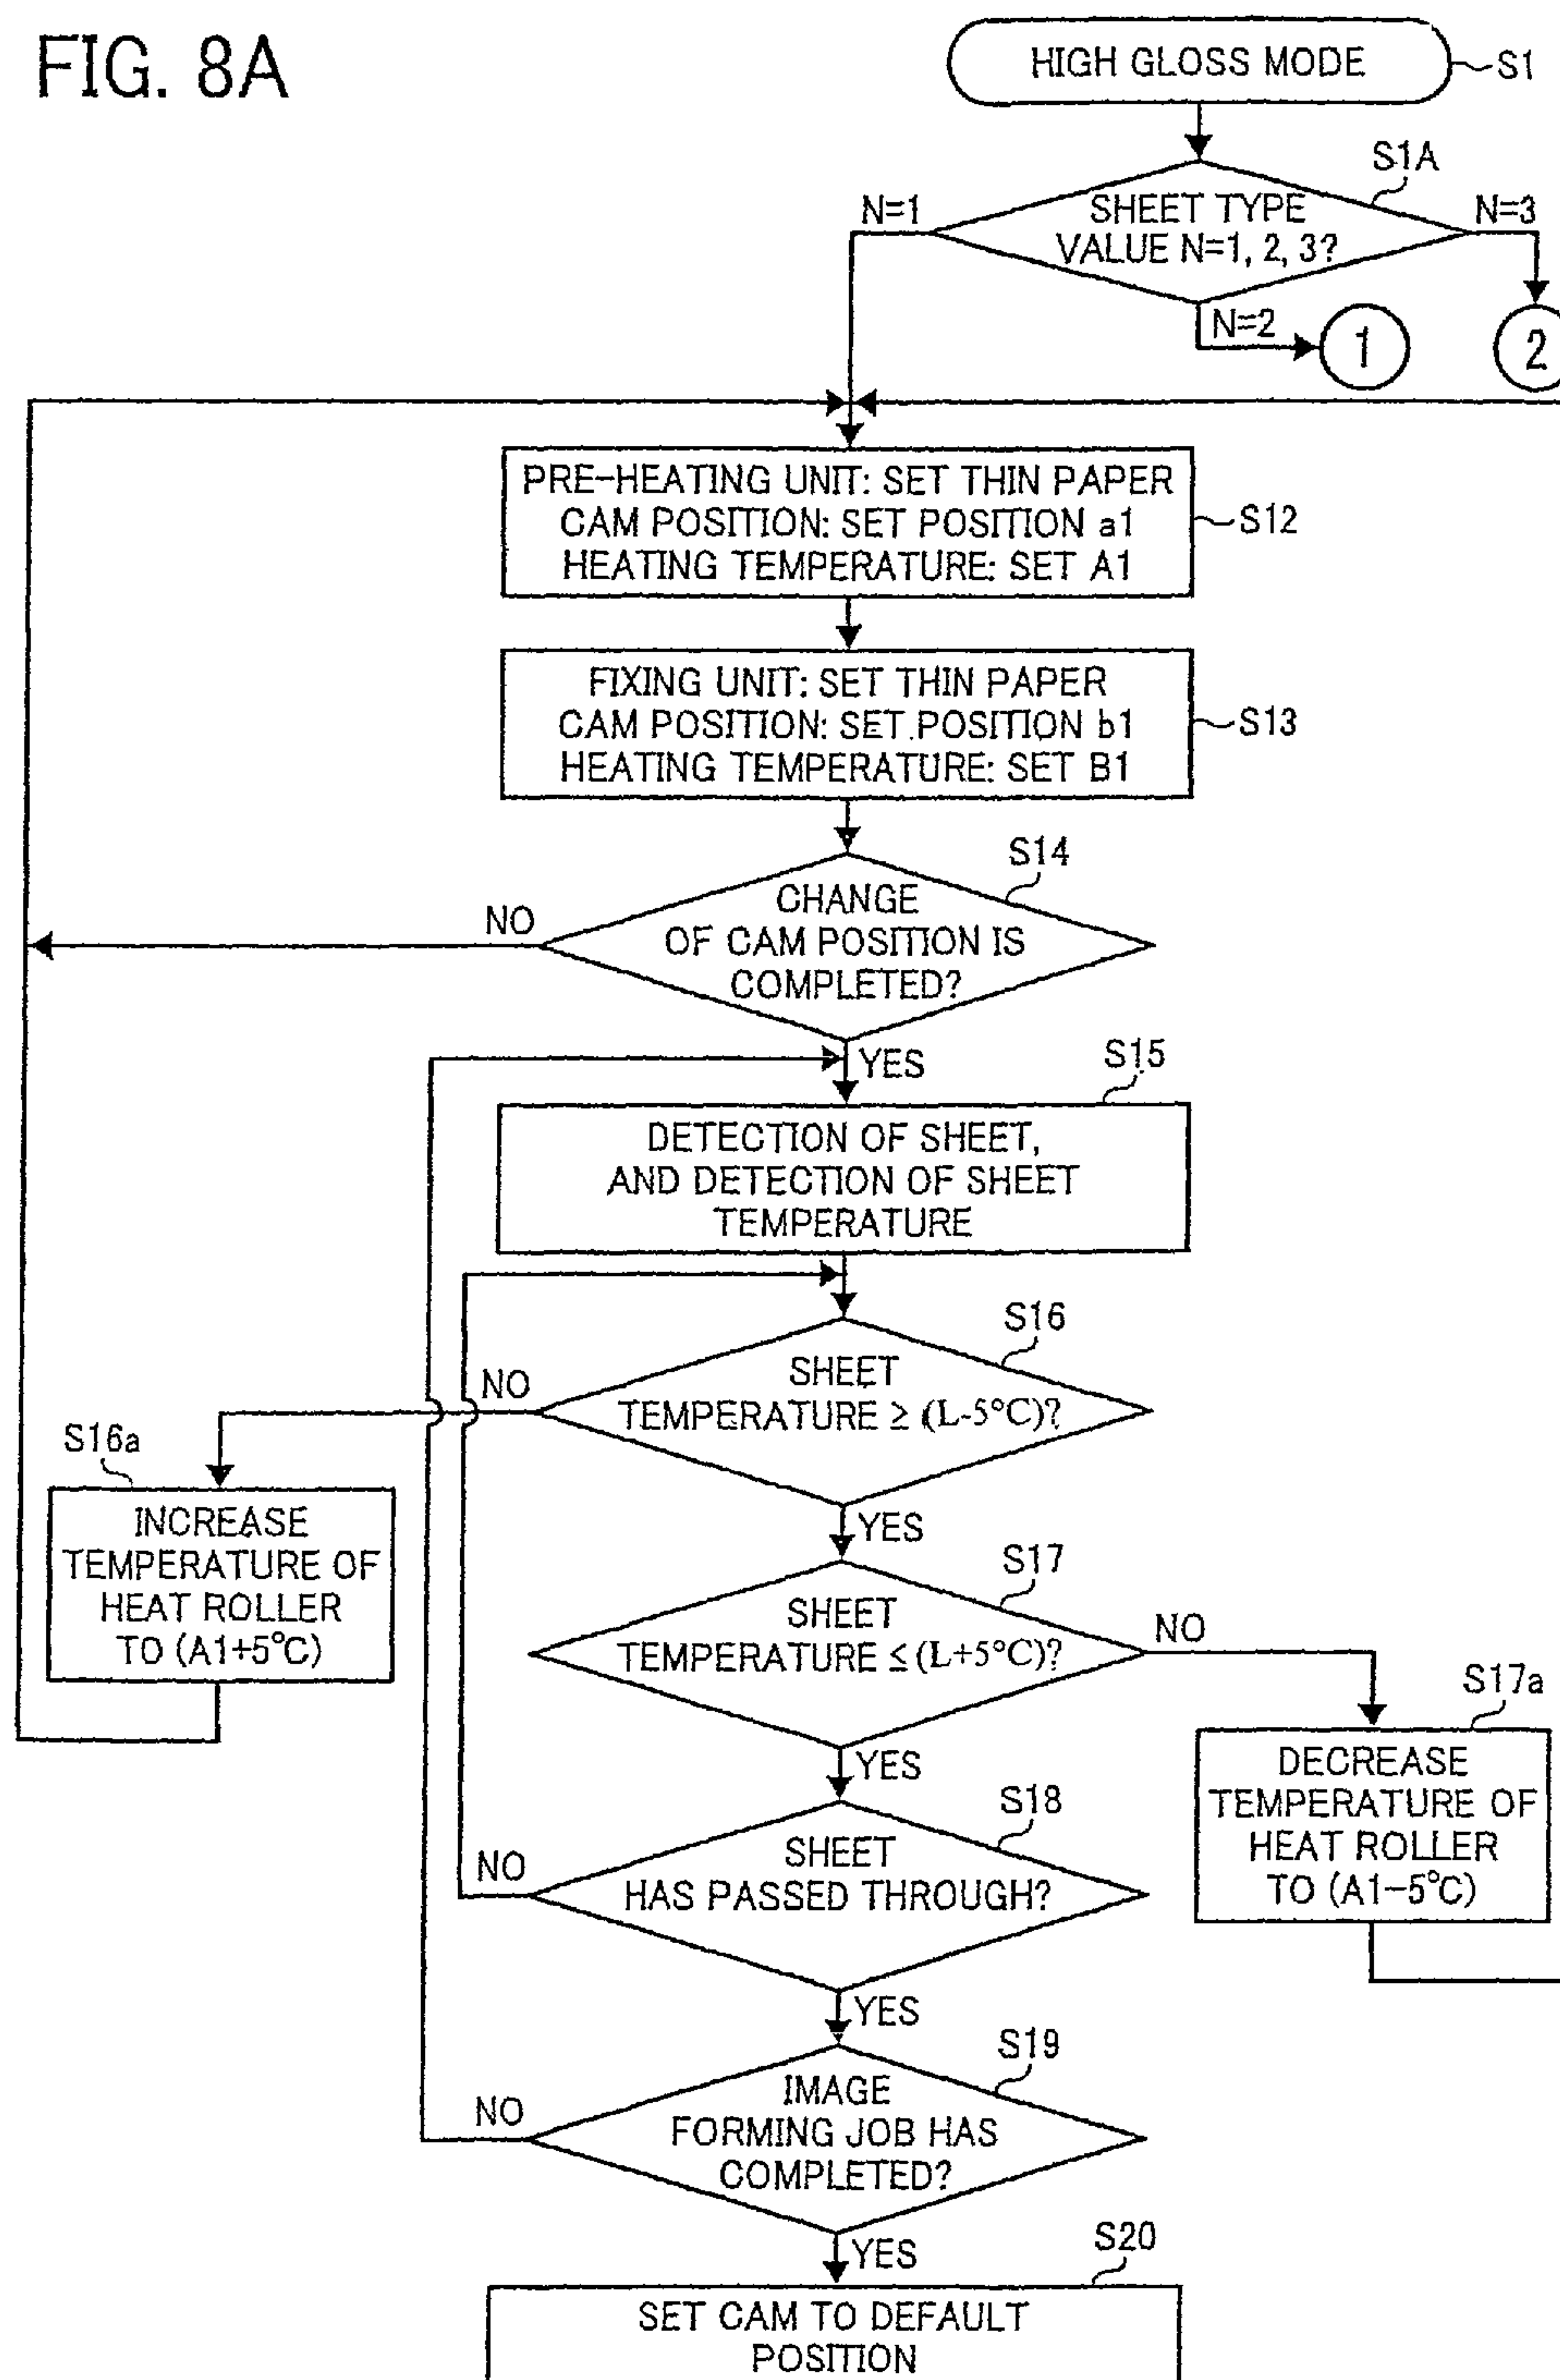 FIG. 8A
HIGH GLOSS MODE
S1
S1A
SHEET TYPE
VALUE N=1, 2, 3?
N=1
N=3
N=2
1
2
PRE-HEATING UNIT: SET THIN PAPER
CAM POSITION: SET POSITION a1
HEATING TEMPERATURE: SET A1
S12
FIXING UNIT: SET THIN PAPER
CAM POSITION: SET POSITION b1
HEATING TEMPERATURE: SET B1
S13
S14
CHANGE
OF CAM POSITION IS
COMPLETED?
NO
YES
S15
DETECTION OF SHEET,
AND DETECTION OF SHEET
TEMPERATURE
S16
SHEET
TEMPERATURE ≥ (L-5°C)?
NO
YES
S16a
INCREASE
TEMPERATURE OF
HEAT ROLLER
TO (A1+5°C)
S17
SHEET
TEMPERATURE ≤ (L+5°C)?
NO
YES
S17a
DECREASE
TEMPERATURE OF
HEAT ROLLER
TO (A1-5°C)
S18
SHEET
HAS PASSED THROUGH?
NO
YES
S19
IMAGE
FORMING JOB HAS
COMPLETED?
NO
YES
S20
SET CAM TO DEFAULT
POSITION